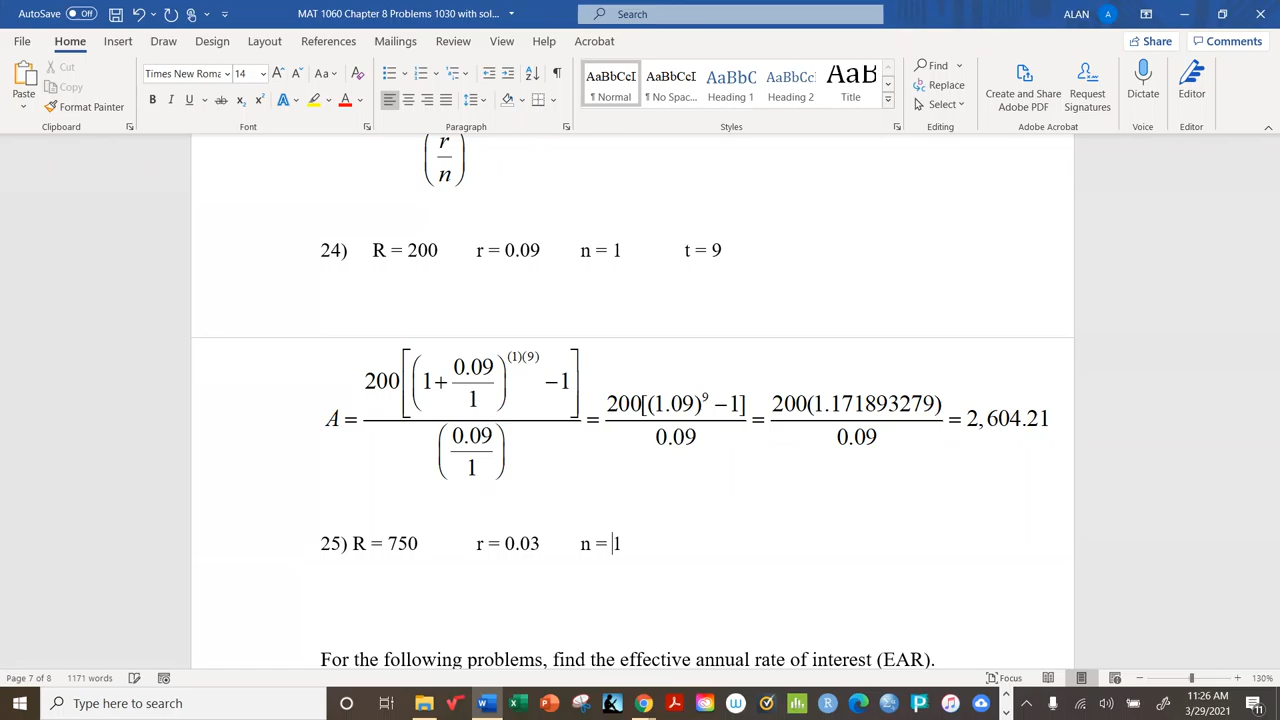 AutoSave Off MAT 1060 Chapter 8 Problems 1030 with sol... Search ALAN A
File Home Insert Draw Design Layout References Mailings Review View Help Acrobat Share Comments
Paste Cut Copy Format Painter
Times New Roma 14 Aa
B I U ab x₂ x² A A
AaBbCcI AaBbCcI AaBbC AaBbC AaB
¶ Normal ¶ No Spac... Heading 1 Heading 2 Title
Find Replace Select
Create and Share Adobe PDF Request Signatures Dictate Editor
Clipboard Font Paragraph Styles Editing Adobe Acrobat Voice Editor
(r/n)
24) R = 200 r = 0.09 n = 1 t = 9
A = 200[(1+0.09/1)^(1)(9) −1] / (0.09/1) = 200[(1.09)⁹ −1] / 0.09 = 200(1.171893279) / 0.09 = 2,604.21
25) R = 750 r = 0.03 n = 1
For the following problems, find the effective annual rate of interest (EAR).
Page 7 of 8 1171 words Focus 130%
Type here to search 11:26 AM
3/29/2021